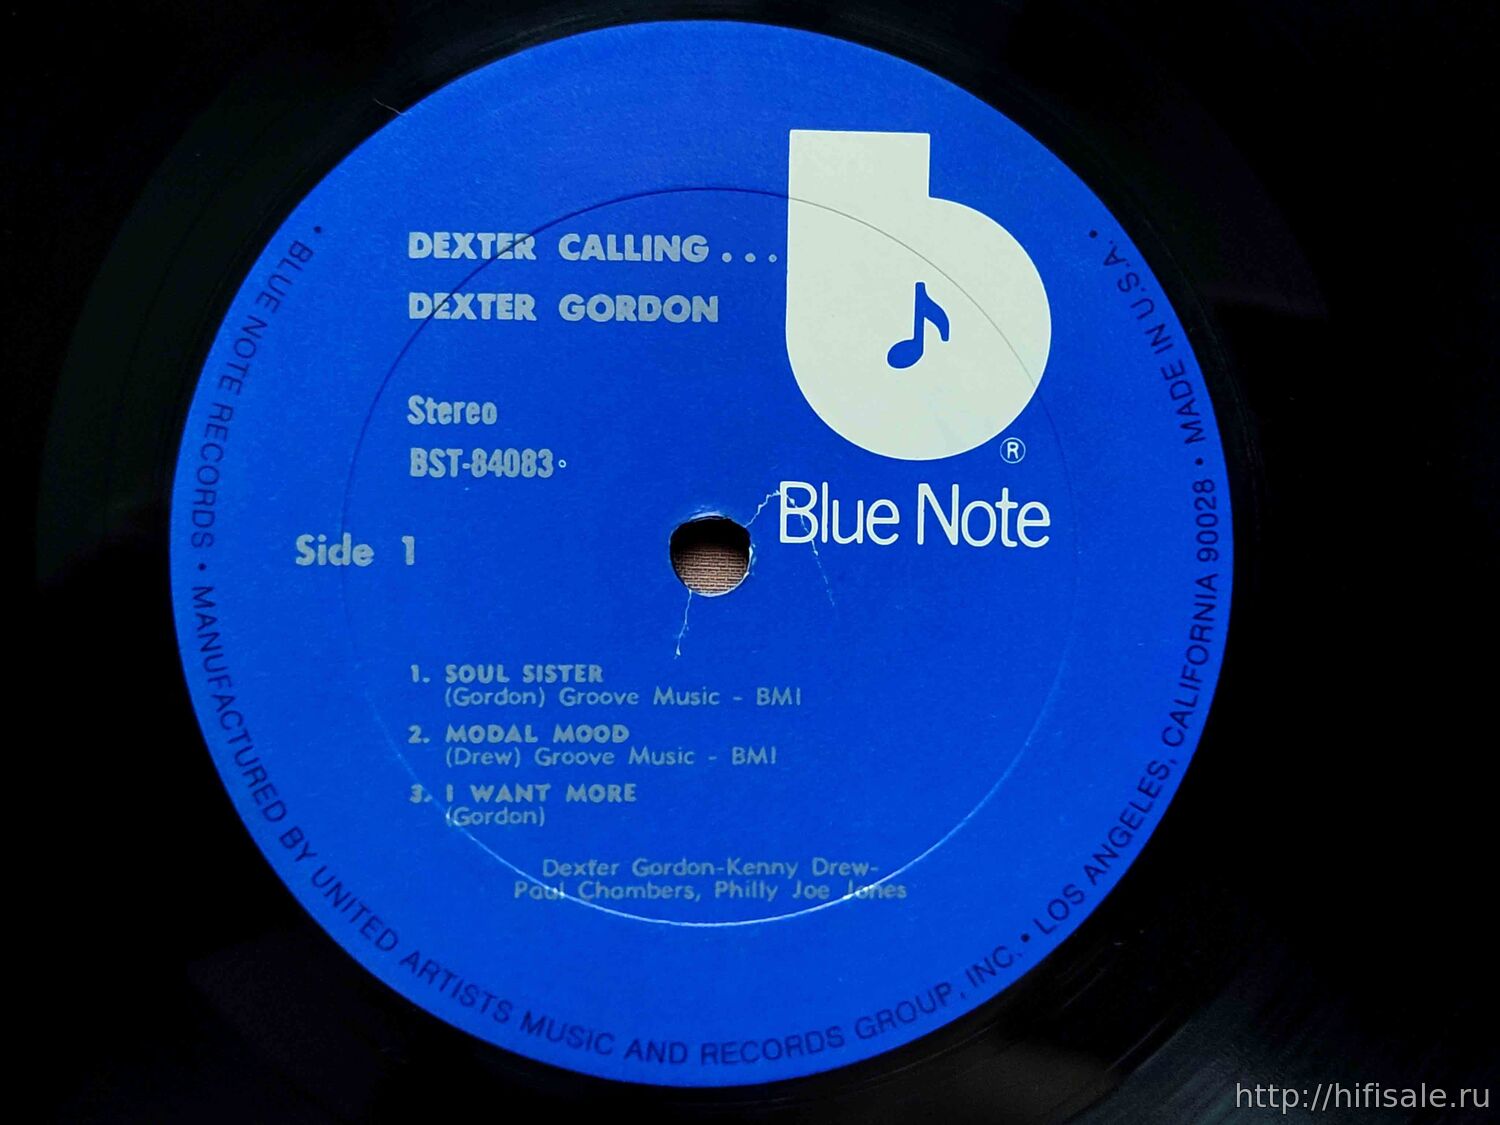 DEXTER CALLING...
DEXTER GORDON
Stereo
BST-84083
Side 1
®
Blue Note
1. SOUL SISTER
(Gordon) Groove Music - BMI
2. MODAL MOOD
(Drew) Groove Music - BMI
3. I WANT MORE
(Gordon)
Dexter Gordon-Kenny Drew-
Paul Chambers, Philly Joe Jones
• BLUE NOTE RECORDS • MANUFACTURED BY UNITED ARTISTS MUSIC AND RECORDS GROUP, INC. • LOS ANGELES, CALIFORNIA 90028 • MADE IN U.S.A. •
http://hifisale.ru